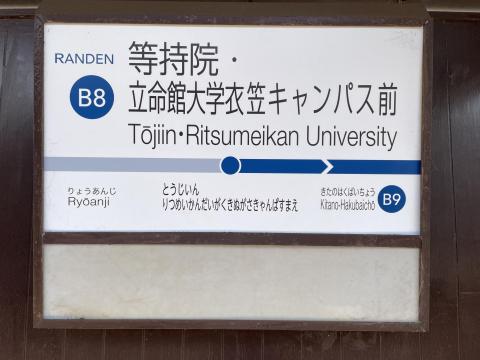 RANDEN
B8
等持院・
立命館大学衣笠キャンパス前
Tōjiin•Ritsumeikan University
りょうあんじ
Ryōanji
とうじいん
りつめいかんだいがくきぬがさきゃんぱすまえ
きたのはくばいちょう
Kitano-Hakubaichō
B9